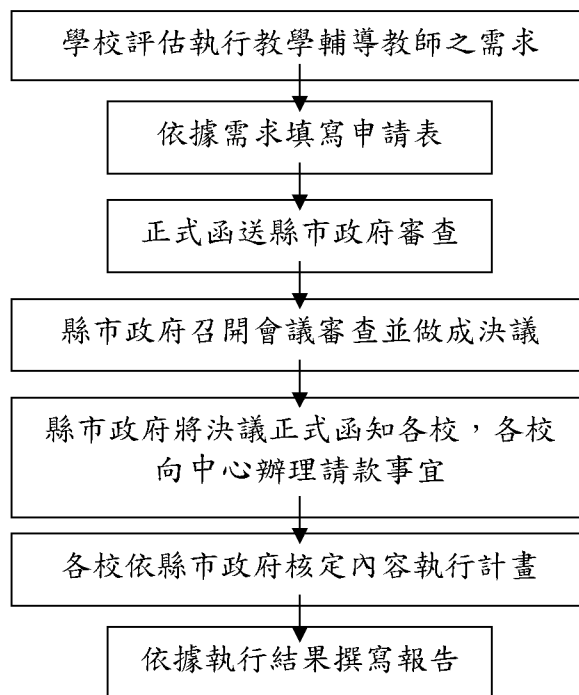 學校評估執行教學輔導教師之需求
依據需求填寫申請表
正式函送縣市政府審查
縣市政府召開會議審查並做成決議
縣市政府將決議正式函知各校，各校
向中心辦理請款事宜
各校依縣市政府核定內容執行計畫
依據執行結果撰寫報告